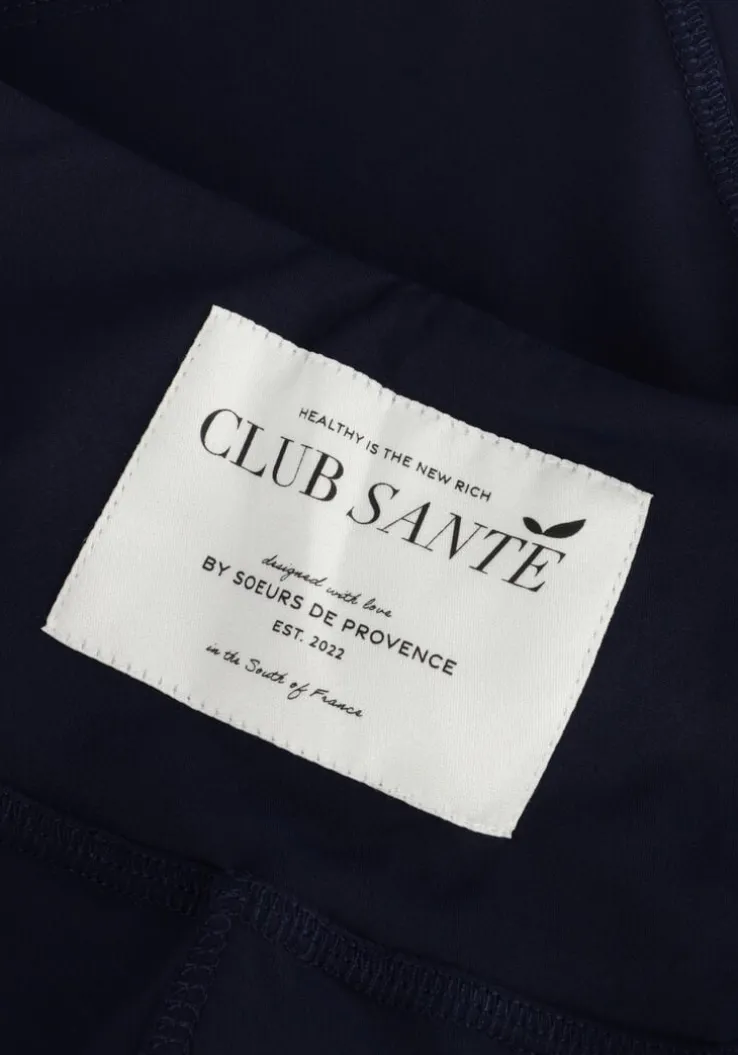 HEALTHY IS THE NEW RICH
CLUB SANTÉ
designed with love
BY SOEURS DE PROVENCE
EST. 2022
in the South of France